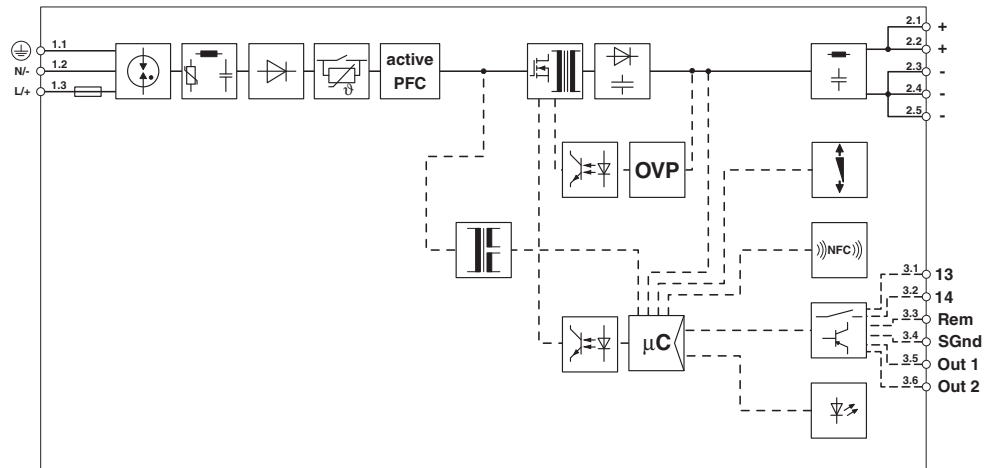 1.1
N/-
1.2
L/+
1.3
active
PFC
ϑ
2.1
+
2.2
+
2.3
-
2.4
-
2.5
-
OVP
NFC
µC
3.1
13
3.2
14
3.3
Rem
3.4
SGnd
3.5
Out 1
3.6
Out 2